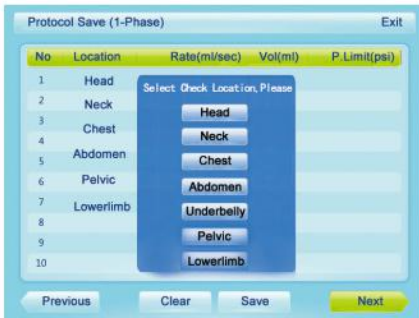 Protocol Save (1-Phase) Exit
No Location Rate(ml/sec) Vol(ml) P.Limit(psi)
Select Check Location, Please
1 Head
2 Neck
3 Chest
4 Abdomen
5 Pelvic
6 Lowerlimb
7
8
9
10
Head
Neck
Chest
Abdomen
Underbelly
Pelvic
Lowerlimb
Previous Clear Save Next